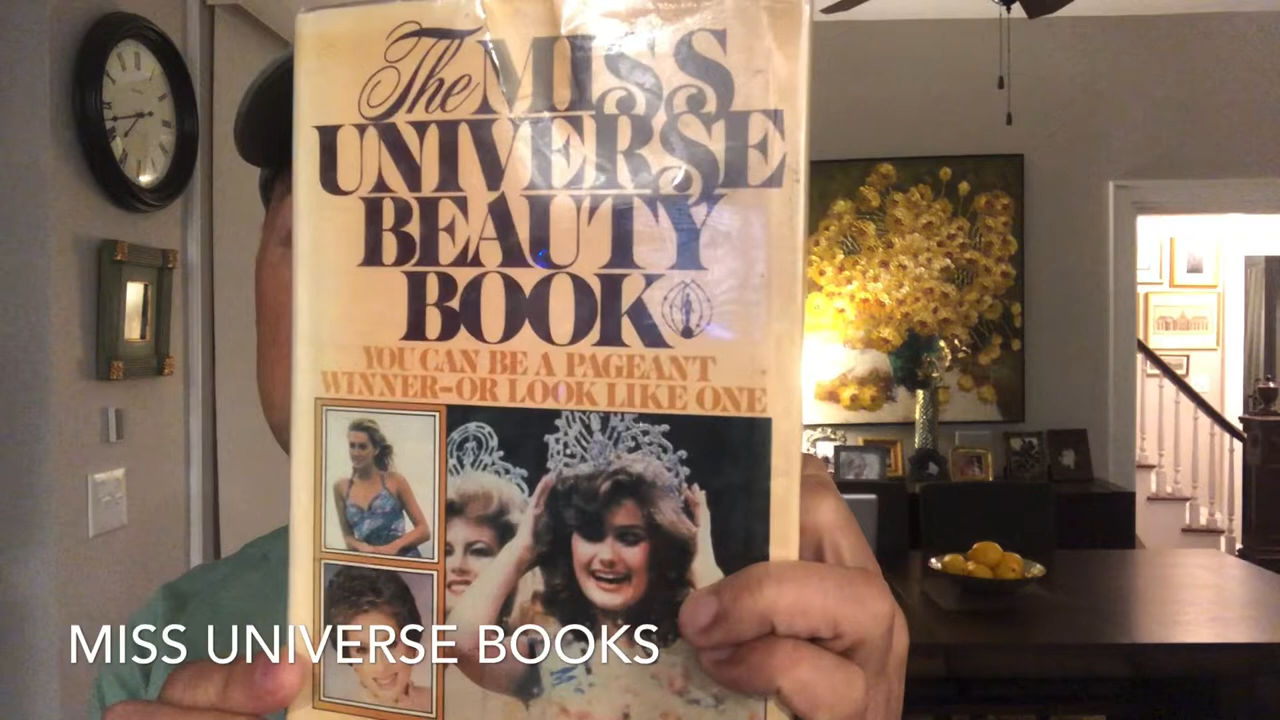 The MISS
UNIVERSE
BEAUTY
BOOK
YOU CAN BE A PAGEANT
WINNER-OR LOOK LIKE ONE
MISS UNIVERSE BOOKS